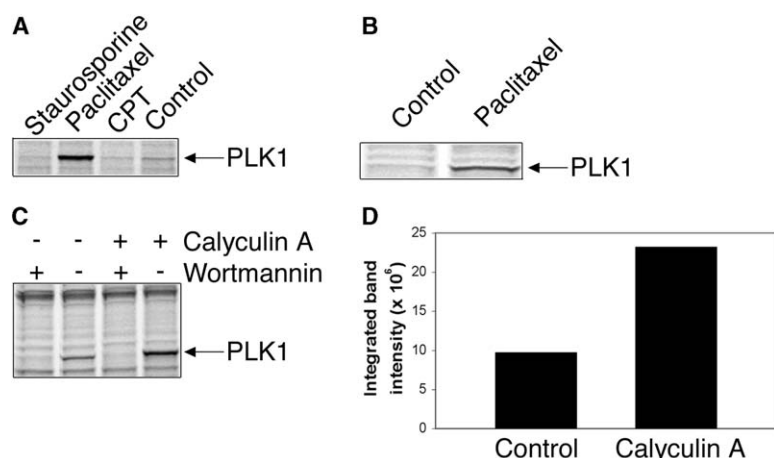 A
Staurosporine
Paclitaxel
CPT
Control
PLK1
B
Control
Paclitaxel
PLK1
C
- - + + Calyculin A
+ - + - Wortmannin
PLK1
D
Integrated band
intensity (x 10⁶)
25
20
15
10
5
0
Control Calyculin A